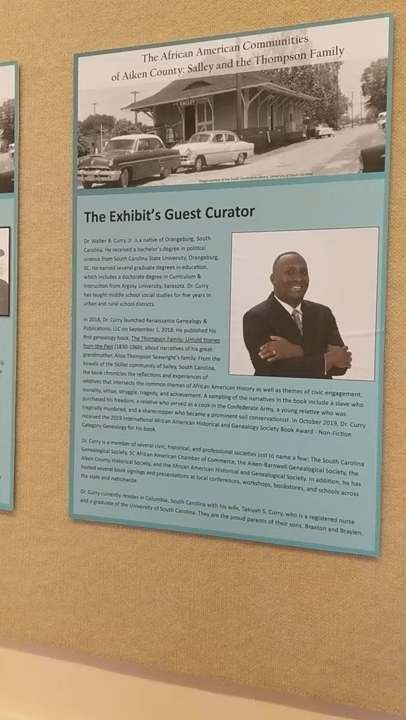 The African American Communities
of Aiken County: Salley and the Thompson Family
SALLEY
The Exhibit's Guest Curator
Dr. Walter B. Curry, Jr. is a native of Orangeburg, South
Carolina. He received a bachelor's degree in political
science from South Carolina State University, Orangeburg,
SC. He earned several graduate degrees in education,
which includes a doctorate degree in Curriculum &
Instruction from Argosy University, Sarasota. Dr. Curry
has taught middle school social studies for five years in
urban and rural school districts.
In 2018, Dr. Curry launched Renaissance Genealogy &
Publications, LLC on September 1, 2018. He published his
first genealogy book, The Thompson Family: Untold Stories
from the Past (1830-1960), about narratives of his great-
grandmother, Alice Thompson Seawright's family. From the
bowels of the Salley community of Salley, South Carolina,
the book chronicles the reflections and experiences of
relatives that intersects the common themes of African American History as well as themes of civic engagement,
morality, virtue, struggle, tragedy, and achievement. A sampling of the narratives in the book include a slave who
purchased his freedom, a relative who served as a cook in the Confederate Army, a young relative who was
tragically murdered, and a sharecropper who became a prominent soil conservationist. In October 2019, Dr. Curry
received the 2019 International African American Historical and Genealogy Society Book Award - Non-Fiction
Category Genealogy for his book.
Dr. Curry is a member of several civic, historical, and professional societies just to name a few: The South Carolina
Genealogical Society, SC African American Chamber of Commerce, the Aiken-Barnwell Genealogical Society, the
Aiken County Historical Society, and the African American Historical and Genealogical Society. In addition, he has
hosted several book signings and presentations at local conferences, workshops, bookstores, and schools across
the state and nationwide.
Dr. Curry currently resides in Columbia, South Carolina with his wife, Takiyah S. Curry, who is a registered nurse
and a graduate of the University of South Carolina. They are the proud parents of their sons, Braxton and Braylen.